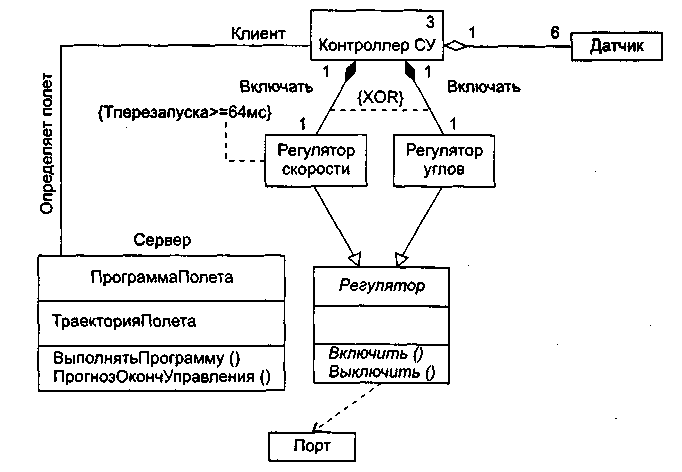 3
Клиент
Контроллер СУ
1
6
Датчик
1
1
Включать
{XOR}
Включать
{Tперезапуска>=64мс}
1
1
Регулятор
скорости
Регулятор
углов
Определяет полет
Сервер
ПрограммаПолета
ТраекторияПолета
ВыполнятьПрограмму ()
ПрогнозОкончУправления ()
Регулятор
Включить ()
Выключить ()
Порт